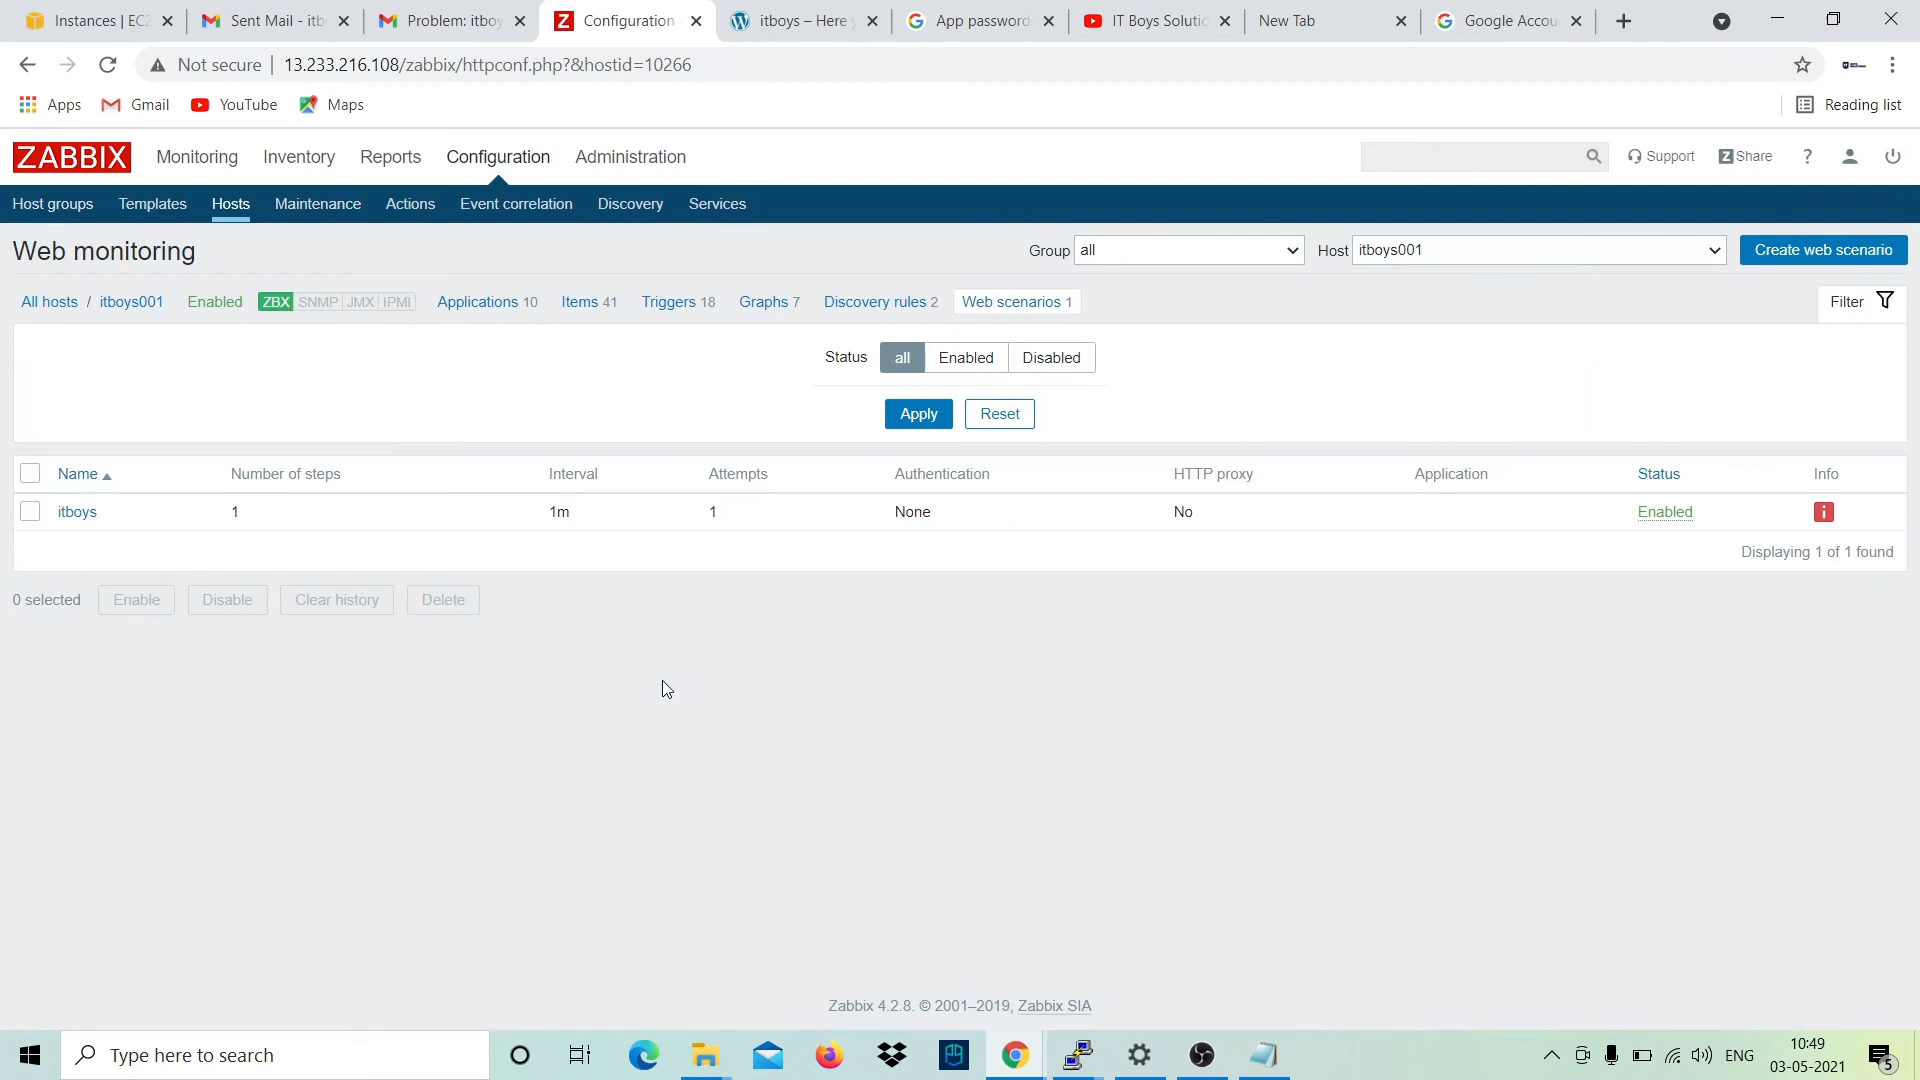 Instances | EC2
Sent Mail - itb
Problem: itboy
Configuration
itboys – Here y
App password
IT Boys Solutio
New Tab
Google Accou
Not secure
13.233.216.108/zabbix/httpconf.php?&hostid=10266
Apps
Gmail
YouTube
Maps
Reading list
ZABBIX
Monitoring
Inventory
Reports
Configuration
Administration
Support
Share
?
Host groups
Templates
Hosts
Maintenance
Actions
Event correlation
Discovery
Services
Web monitoring
Group all
Host itboys001
Create web scenario
All hosts / itboys001
Enabled
ZBX SNMP JMX IPMI
Applications 10
Items 41
Triggers 18
Graphs 7
Discovery rules 2
Web scenarios 1
Filter
Status all Enabled Disabled
Apply Reset
Name Number of steps Interval Attempts Authentication HTTP proxy Application Status Info
itboys 1 1m 1 None No Enabled i
Displaying 1 of 1 found
0 selected Enable Disable Clear history Delete
Zabbix 4.2.8. © 2001–2019, Zabbix SIA
Type here to search
ENG
10:49
03-05-2021
5